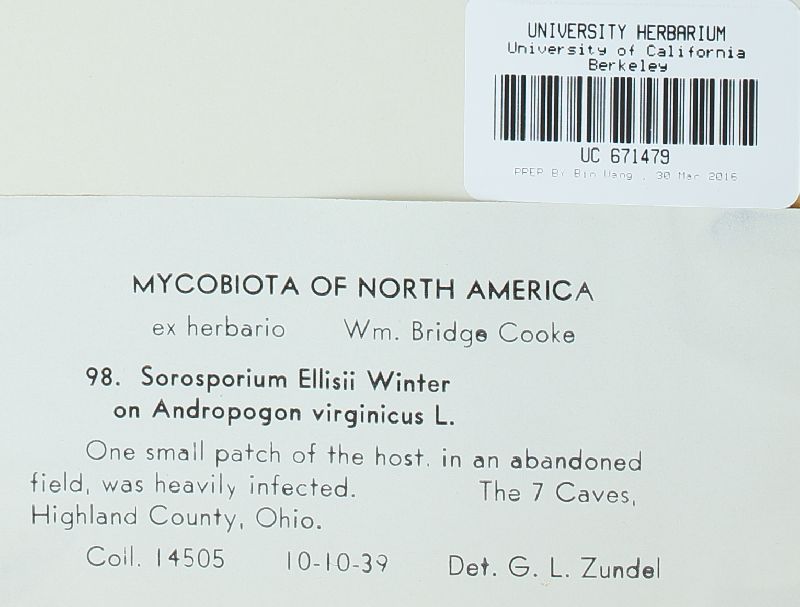 UNIVERSITY HERBARIUM
University of California
Berkeley
UC 671479
PREP By Bin Wang , 30 Mar 2016
MYCOBIOTA OF NORTH AMERICA
ex herbario Wm. Bridge Cooke
98. Sorosporium Ellisii Winter
on Andropogon virginicus L.
One small patch of the host, in an abandoned
field, was heavily infected. The 7 Caves,
Highland County, Ohio.
Coll. 14505 10-10-39 Det. G. L. Zundel